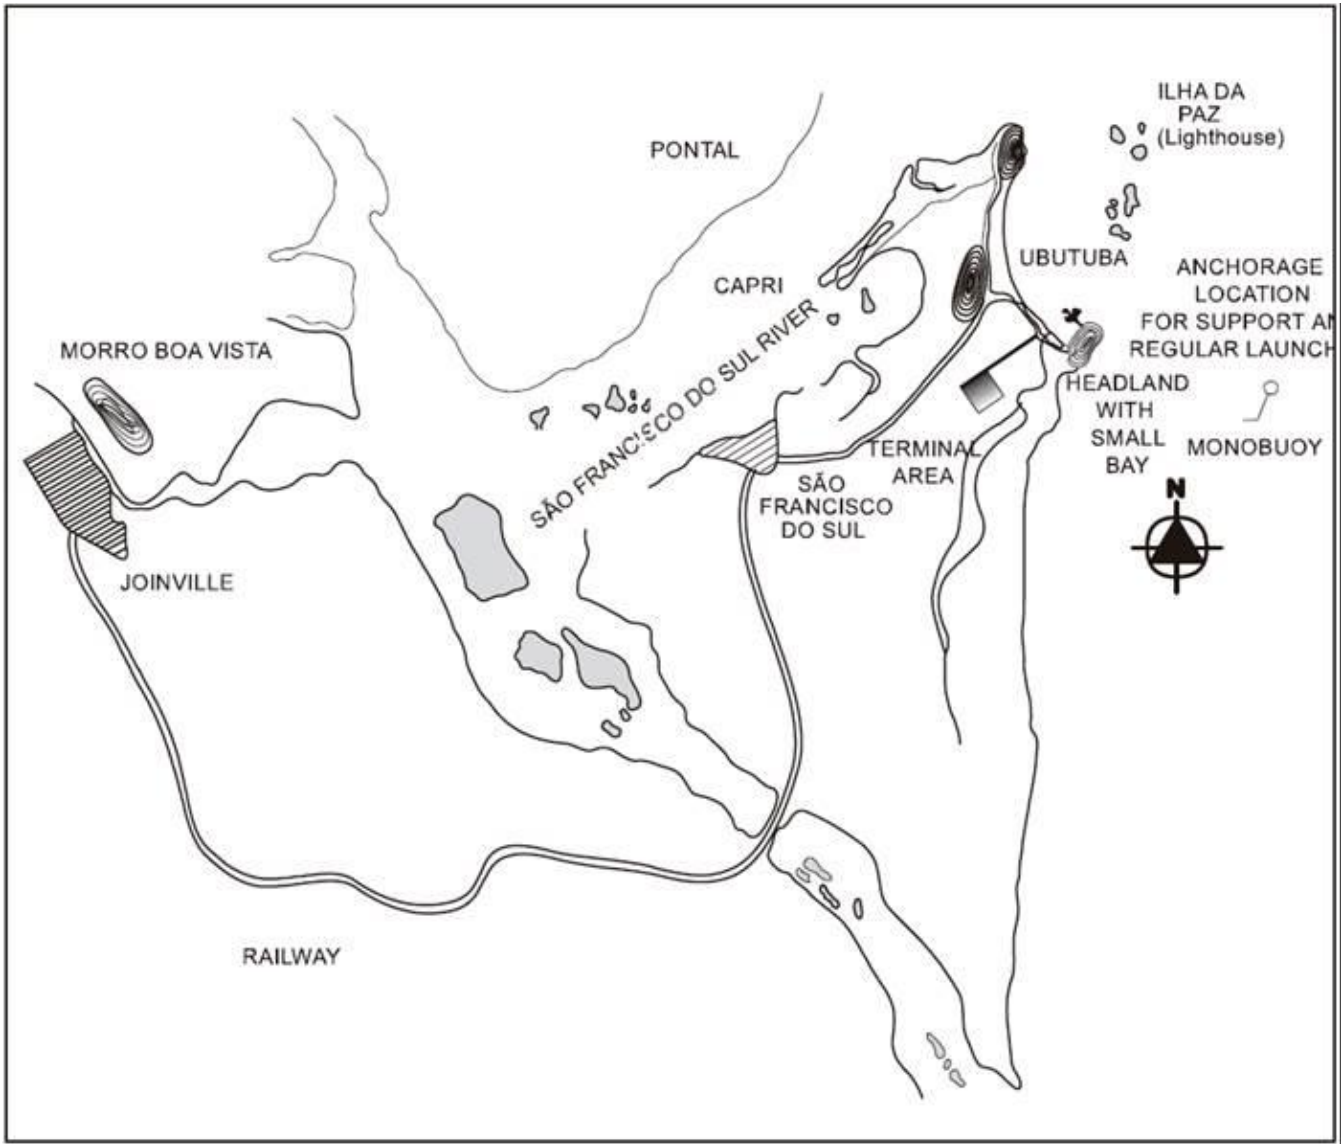 ILHA DA
PAZ
(Lighthouse)
PONTAL
UBUTUBA
CAPRI
ANCHORAGE
LOCATION
FOR SUPPORT AN
REGULAR LAUNCH
MORRO BOA VISTA
SÃO FRANCISCO DO SUL RIVER
HEADLAND
WITH
SMALL
BAY
MONOBUOY
TERMINAL
AREA
SÃO
FRANCISCO
DO SUL
N
JOINVILLE
RAILWAY